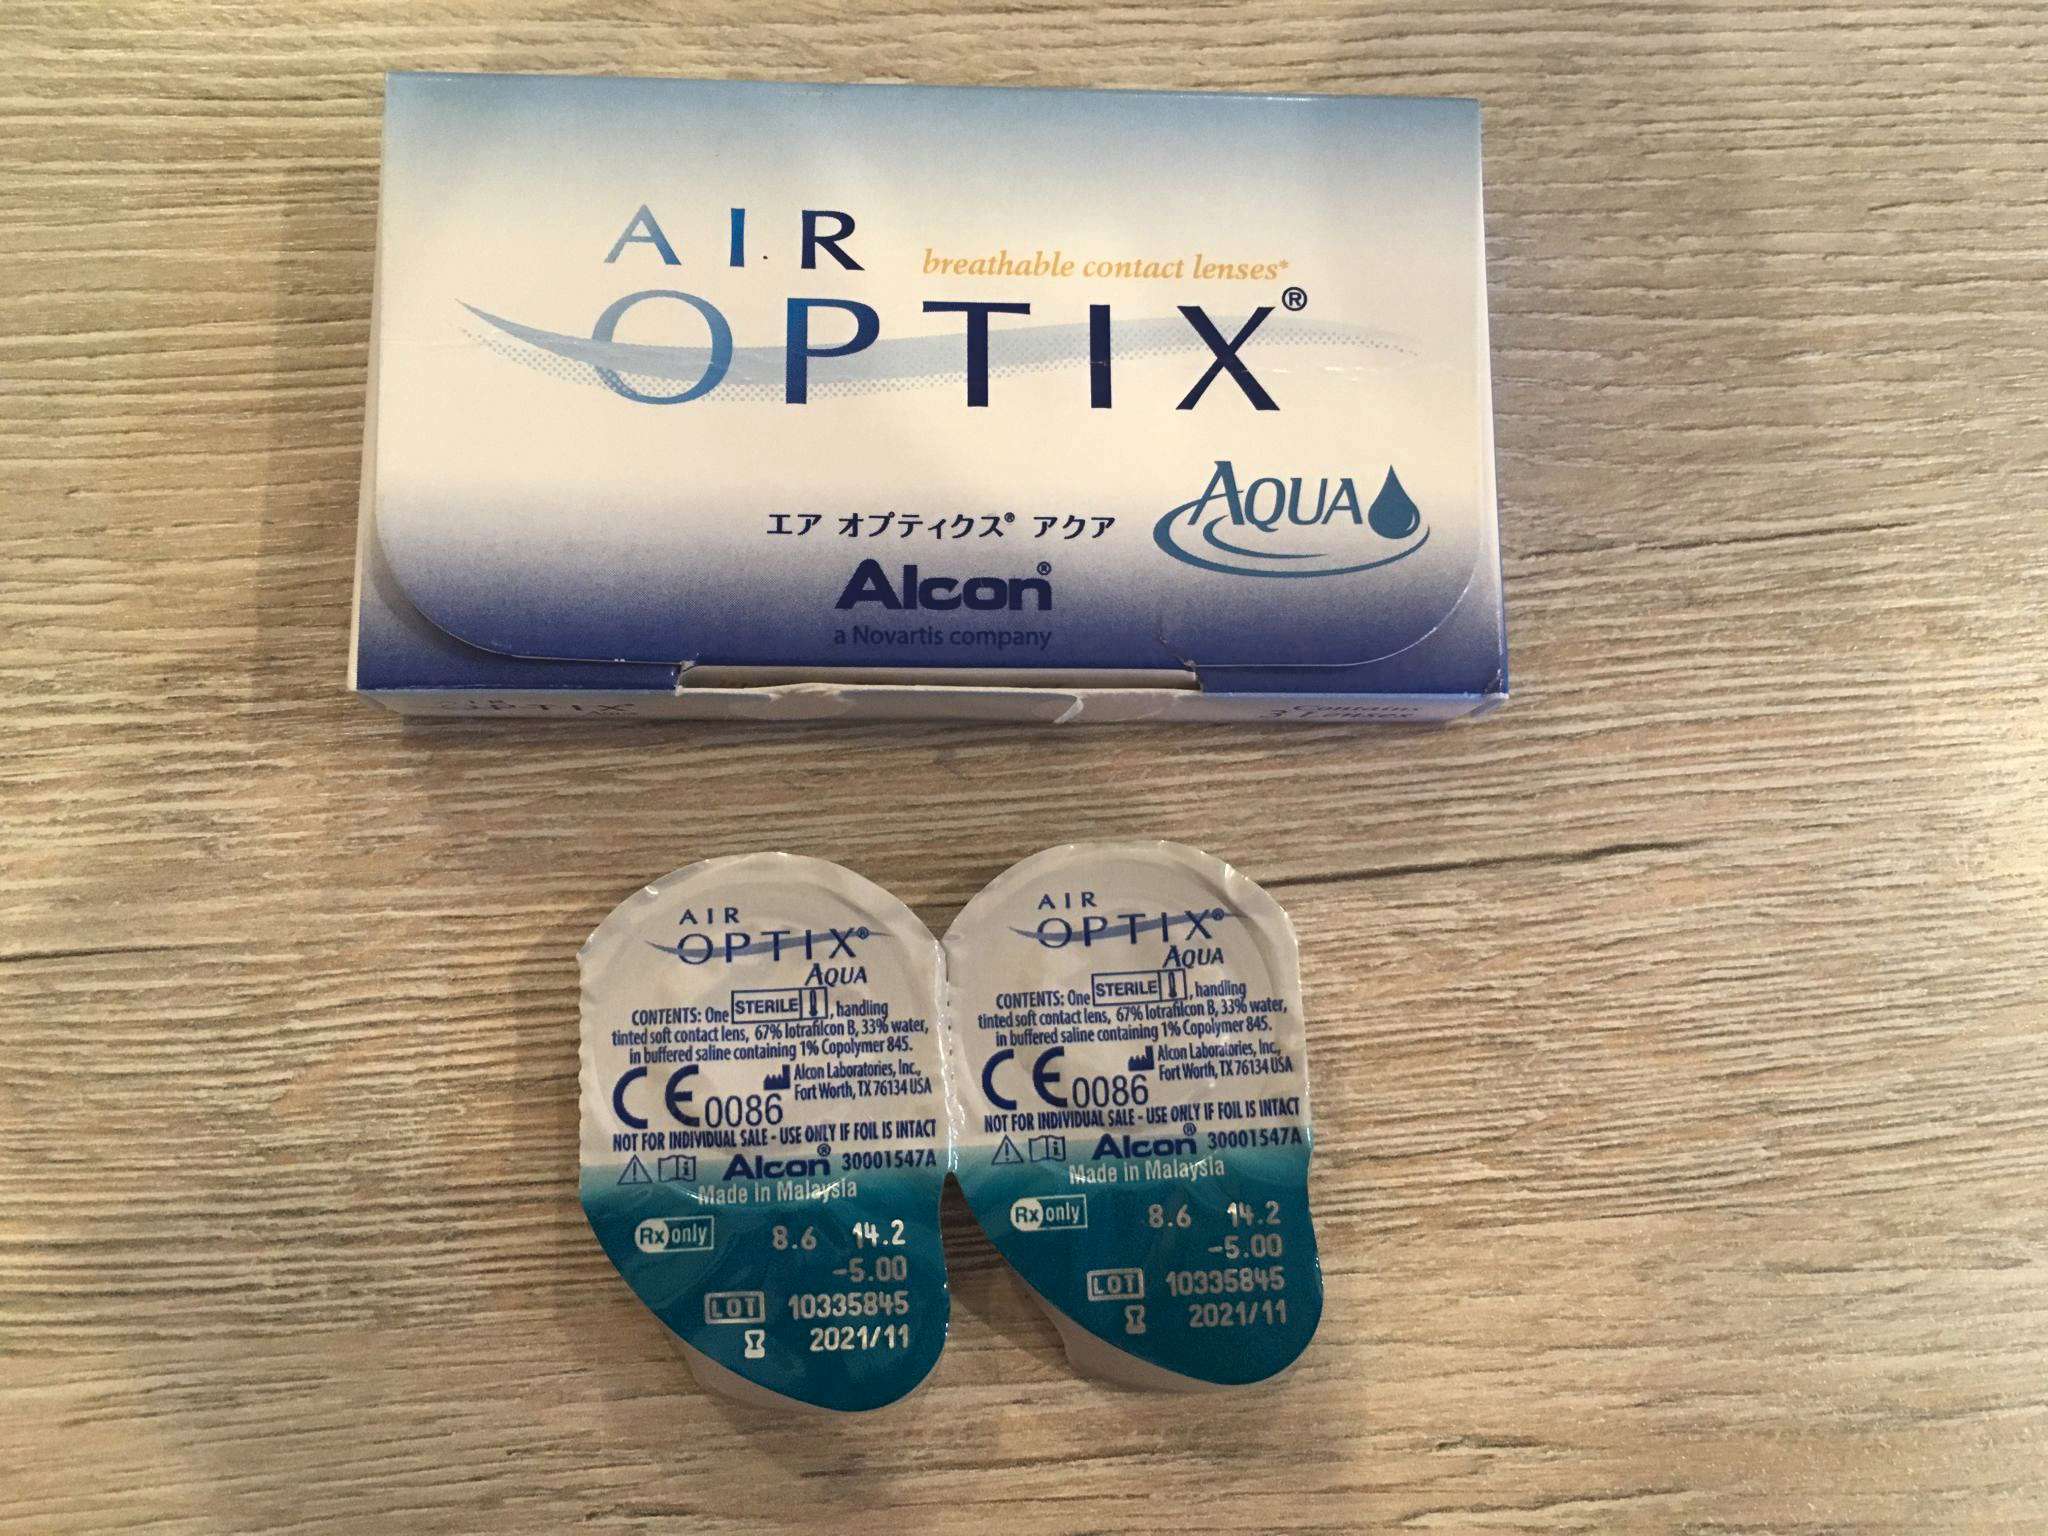 AIR
breathable contact lenses*
OPTIX®
AQUA
エア オプティクス® アクア
Alcon®
a Novartis company
AIR
OPTIX®
AQUA
Contains
3 Lenses
AIR
OPTIX®
AQUA
CONTENTS: One STERILE, handling
tinted soft contact lens, 67% lotrafilcon B, 33% water,
in buffered saline containing 1% Copolymer 845.
Alcon Laboratories, Inc.,
Fort Worth, TX 76134 USA
CE 0086
NOT FOR INDIVIDUAL SALE - USE ONLY IF FOIL IS INTACT
Alcon® 30001547A
Made in Malaysia
Rx only 8.6 14.2
-5.00
LOT 10335845
2021/11
AIR
OPTIX®
AQUA
CONTENTS: One STERILE, handling
tinted soft contact lens, 67% lotrafilcon B, 33% water,
in buffered saline containing 1% Copolymer 845.
Alcon Laboratories, Inc.,
Fort Worth, TX 76134 USA
CE 0086
NOT FOR INDIVIDUAL SALE - USE ONLY IF FOIL IS INTACT
Alcon® 30001547A
Made in Malaysia
Rx only 8.6 14.2
-5.00
LOT 10335845
2021/11